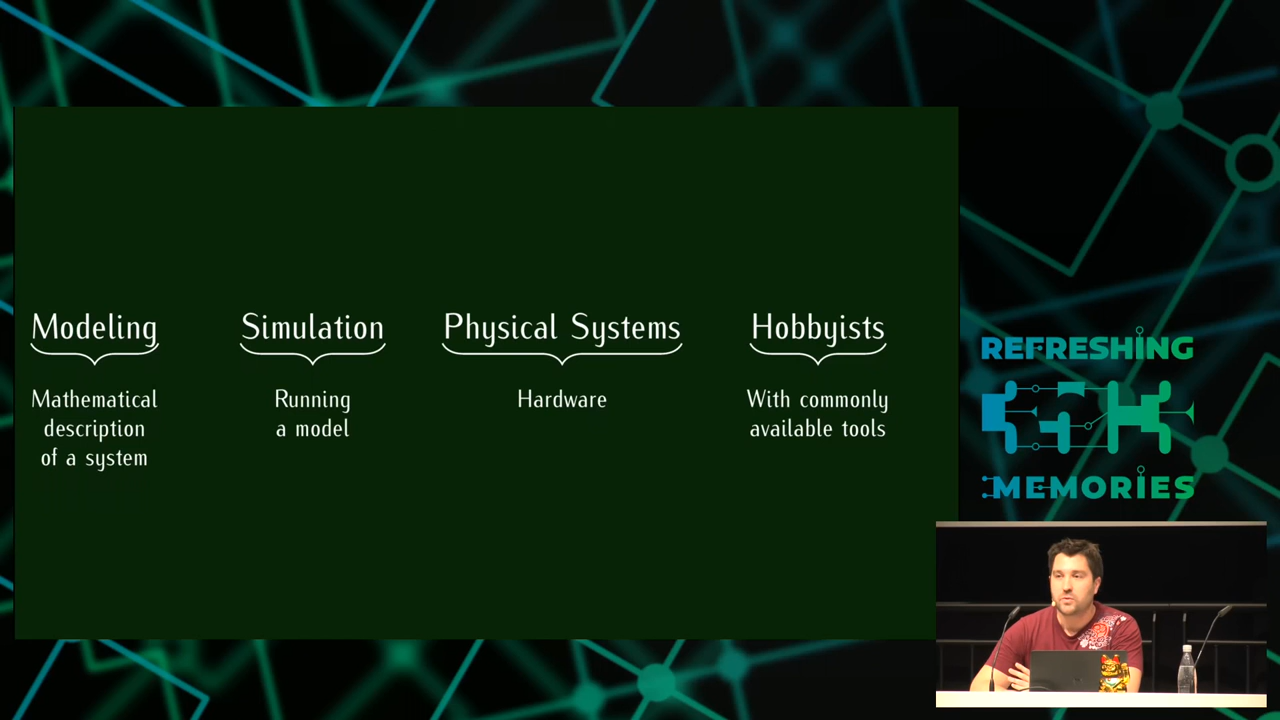 Modeling
Simulation
Physical Systems
Hobbyists
Mathematical
description
of a system
Running
a model
Hardware
With commonly
available tools
REFRESHING
MEMORIES